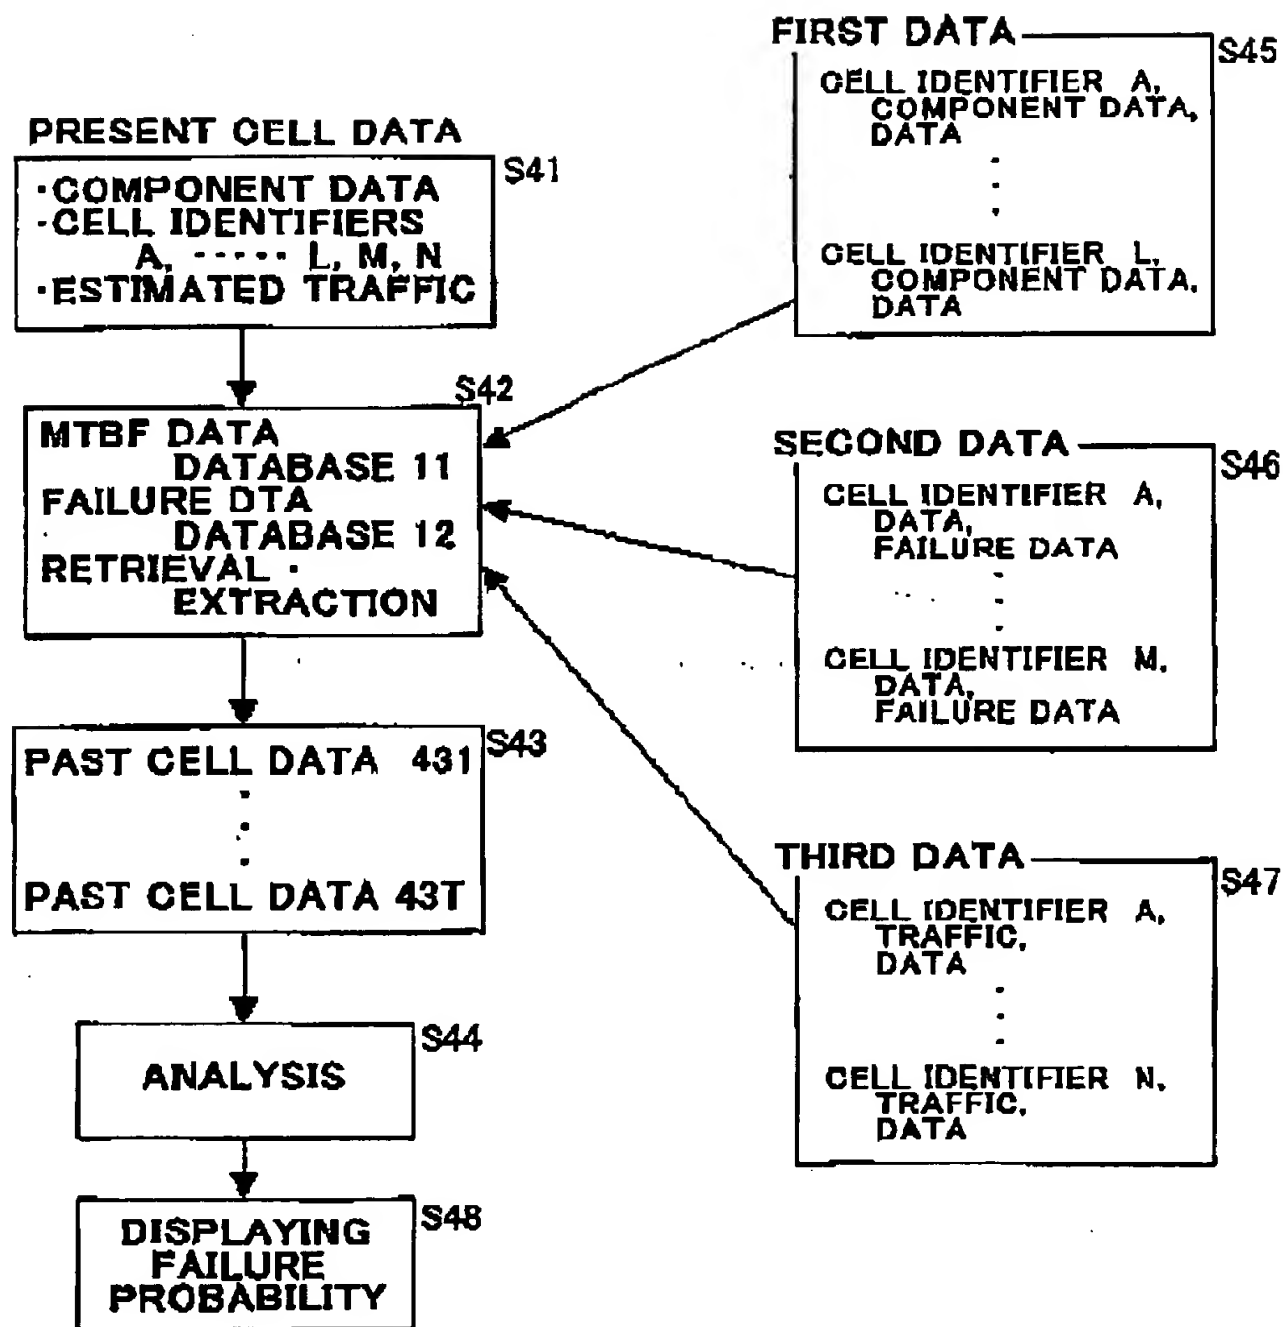 PRESENT CELL DATA
S41
·COMPONENT DATA
·CELL IDENTIFIERS
A, ····· L, M, N
·ESTIMATED TRAFFIC
S42
MTBF DATA
DATABASE 11
FAILURE DTA
DATABASE 12
RETRIEVAL ·
EXTRACTION
S43
PAST CELL DATA 431
PAST CELL DATA 43T
S44
ANALYSIS
S48
DISPLAYING
FAILURE
PROBABILITY
FIRST DATA
S45
CELL IDENTIFIER A,
COMPONENT DATA,
DATA
CELL IDENTIFIER L,
COMPONENT DATA,
DATA
SECOND DATA
S46
CELL IDENTIFIER A,
DATA,
FAILURE DATA
CELL IDENTIFIER M,
DATA,
FAILURE DATA
THIRD DATA
S47
CELL IDENTIFIER A,
TRAFFIC,
DATA
CELL IDENTIFIER N,
TRAFFIC,
DATA